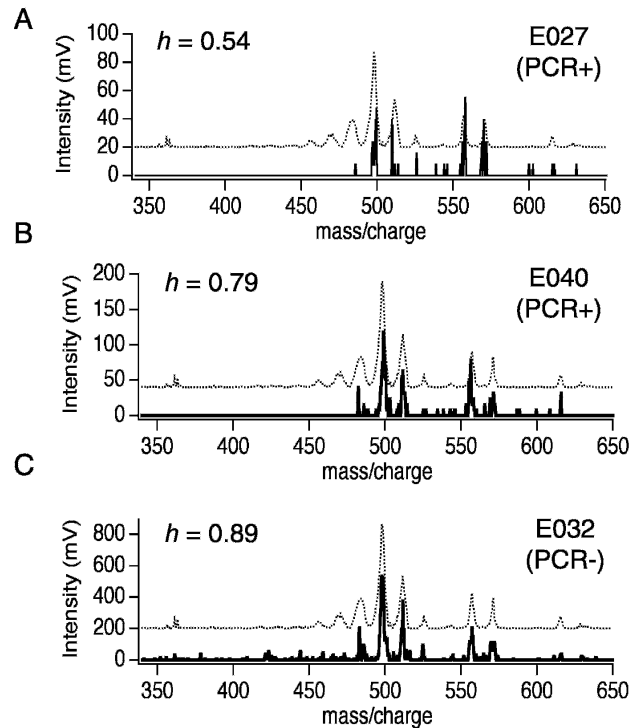 A
h = 0.54
E027
(PCR+)
Intensity (mV)
100
80
60
40
20
0
350 400 450 500 550 600 650
mass/charge
B
h = 0.79
E040
(PCR+)
Intensity (mV)
200
150
100
50
0
350 400 450 500 550 600 650
mass/charge
C
h = 0.89
E032
(PCR-)
Intensity (mV)
800
600
400
200
0
350 400 450 500 550 600 650
mass/charge